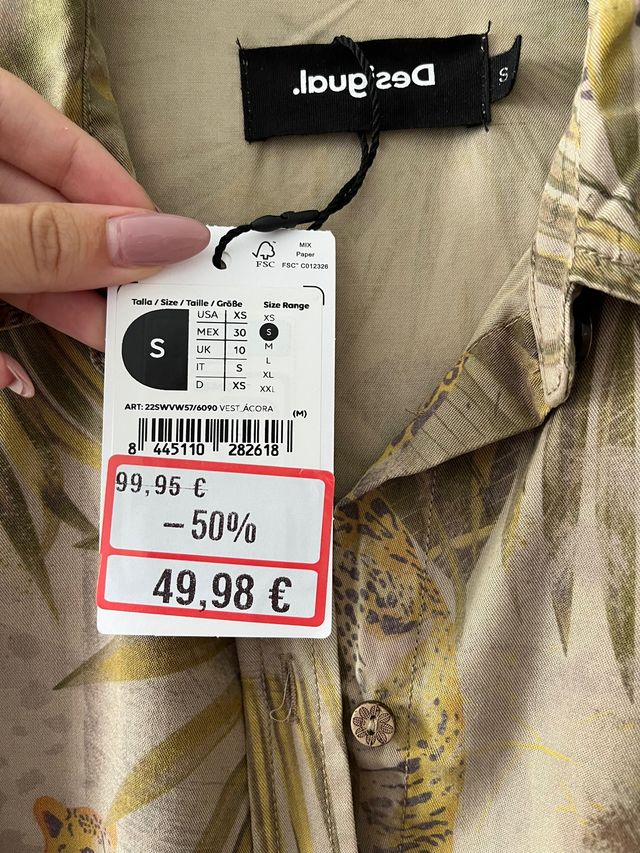 Desigual.
S
MIX
Paper
FSC
FSC™ C012326
Talla / Size / Taille / Größe
Size Range
S
USA XS
MEX 30
UK 10
IT S
D XS
XS
S
M
L
XL
XXL
ART: 22SWVW57/6090 VEST_ÁCORA
(M)
8 445110 282618
99,95 €
-50%
49,98 €